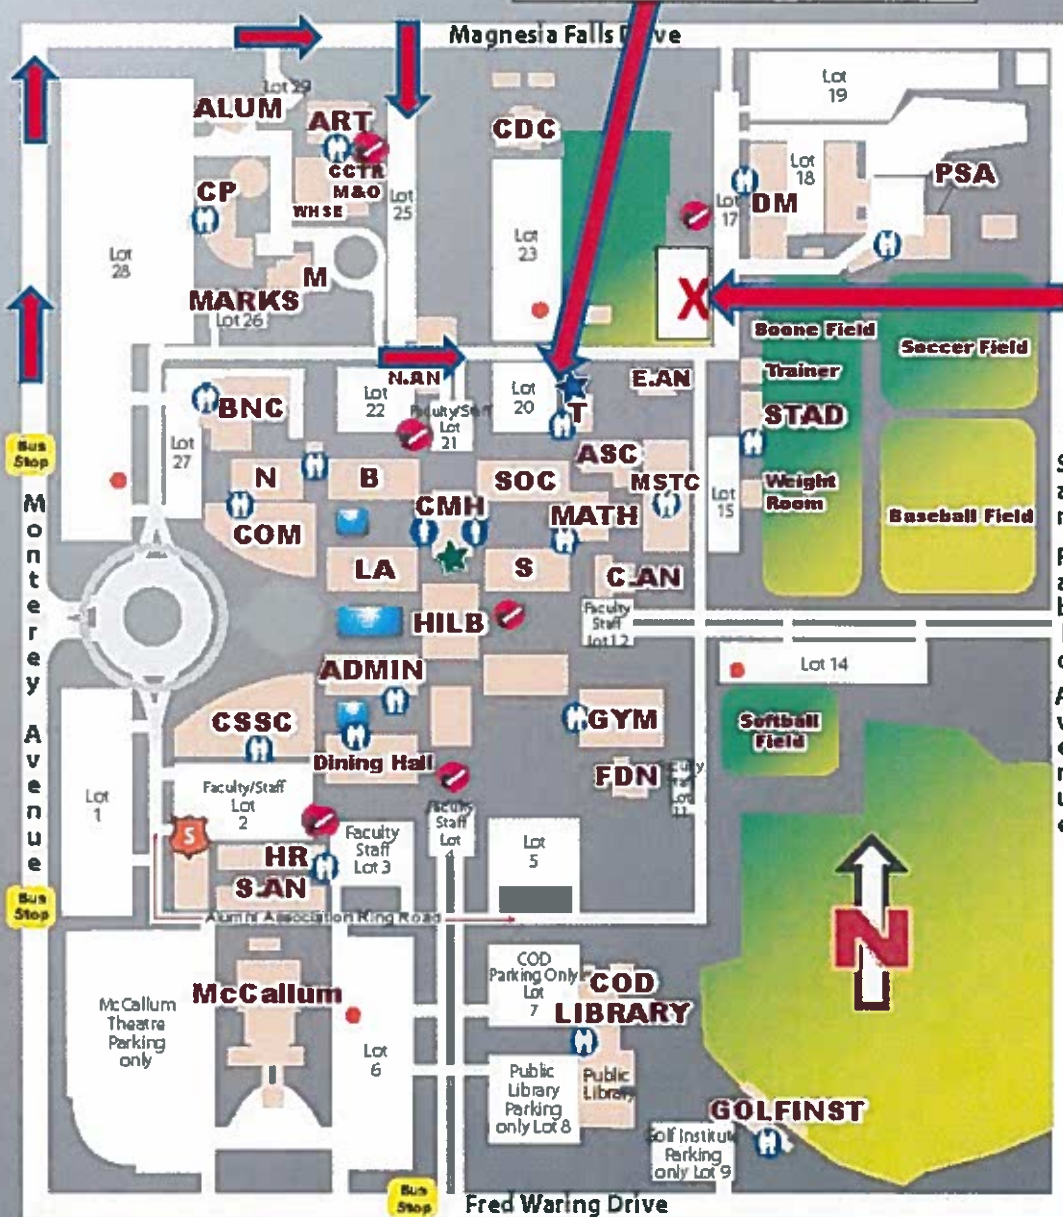 Magnesia Falls Drive
Lot
19
Lot 29
ALUM
ART
CDC
CCTR
M&O
WHSE
CP
Lot
25
Lot
17
Lot
18
DM
PSA
Lot
28
Lot
23
M
MARKS
Lot 26
X
Boone Field
Soccer Field
Trainer
STAD
Weight
Room
Baseball Field
N.AN
E.AN
Lot
22
Faculty/Staff
Lot
21
Lot
20
T
BNC
Lot
27
Bus
Stop
N
B
SOC
ASC
MSTC
Lot
15
CMH
MATH
COM
LA
S
C.AN
HILB
Faculty
Staff
Lot12
Monterey Avenue
Lot 14
ADMIN
CSSC
GYM
Softball
Field
Dining Hall
FDN
Faculty
Lot
11
Lot
1
Faculty/Staff
Lot
2
Faculty
Staff
Lot 3
Faculty
Staff
Lot
4
Lot
5
S
HR
S.AN
Bus
Stop
Alumni Association Ring Road
N
McCallum
McCallum
Theatre
Parking
only
Lot
6
COD
Parking Only
Lot
7
COD
LIBRARY
Public
Library
Parking
only Lot 8
Public
Library
GOLFINST
Golf Institute
Parking
only Lot 9
Bus
Stop
Fred Waring Drive